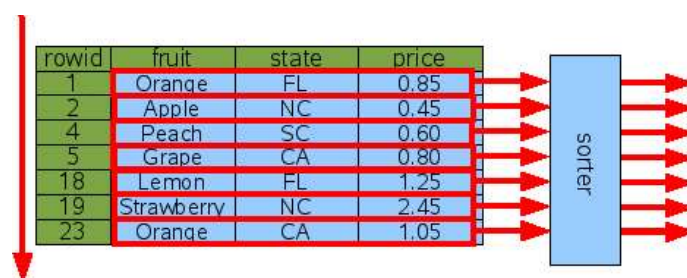 rowid fruit state price
1 Orange FL 0.85
2 Apple NC 0.45
4 Peach SC 0.60
5 Grape CA 0.80
18 Lemon FL 1.25
19 Strawberry NC 2.45
23 Orange CA 1.05
sorter